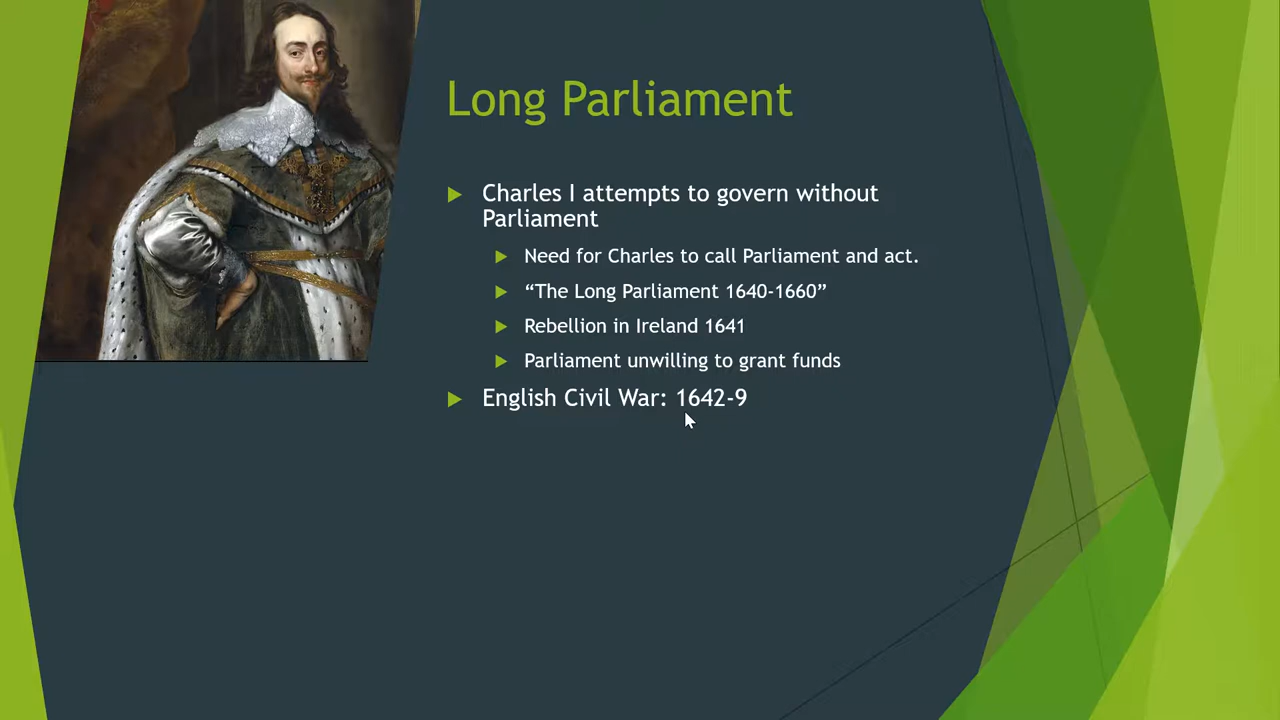 Long Parliament
Charles I attempts to govern without
Parliament
Need for Charles to call Parliament and act.
“The Long Parliament 1640-1660”
Rebellion in Ireland 1641
Parliament unwilling to grant funds
English Civil War: 1642-9